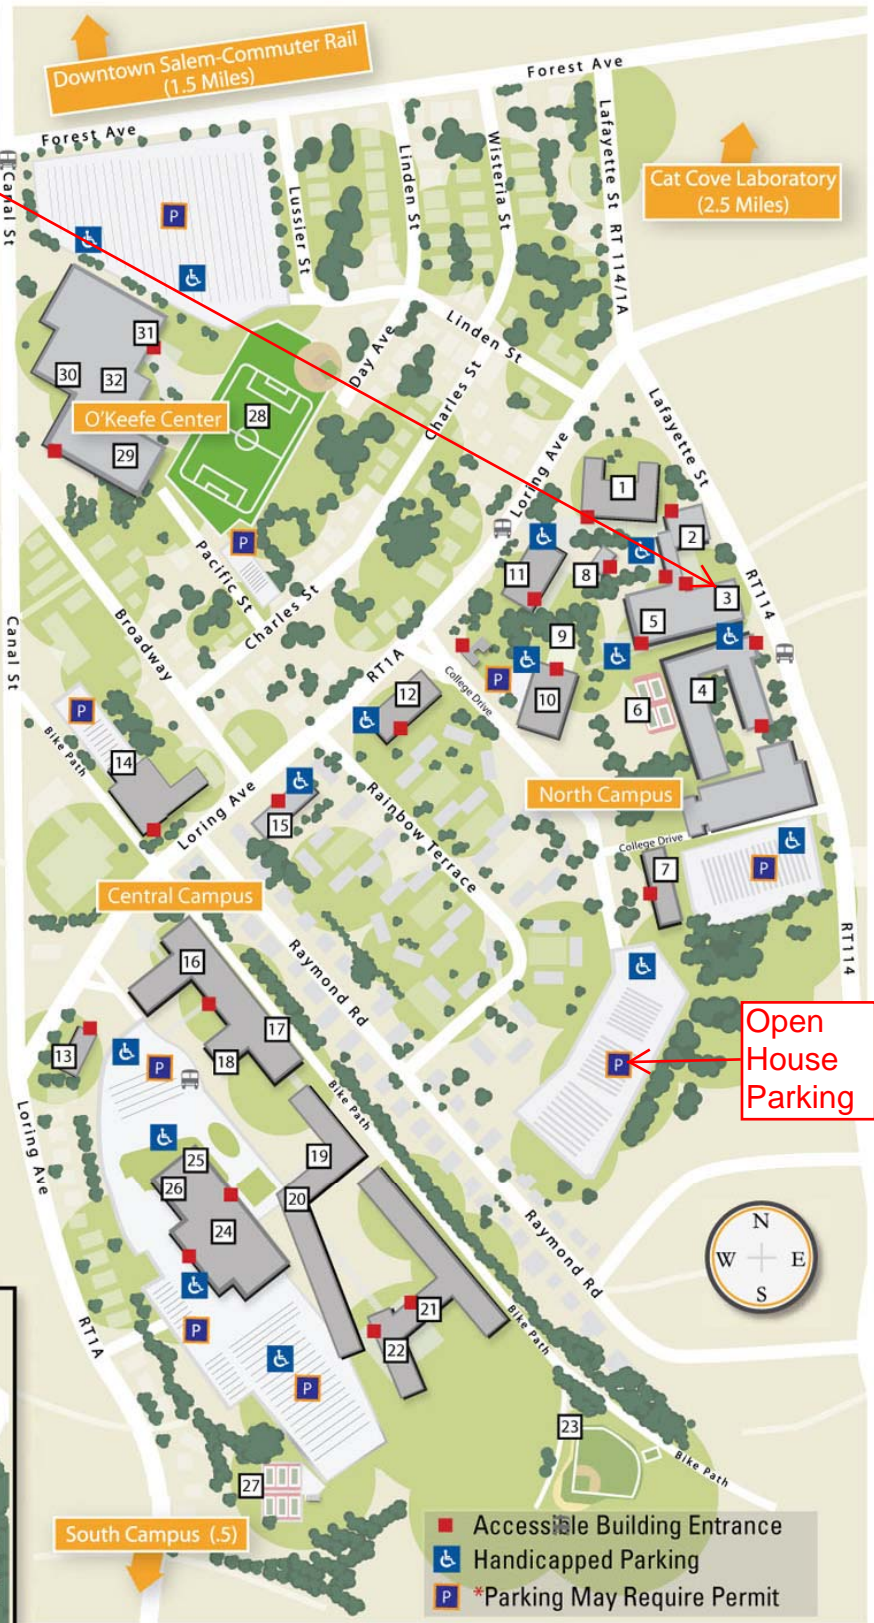 Downtown Salem-Commuter Rail
(1.5 Miles)
Forest Ave
Forest Ave
Canal St
Lussier St
Linden St
Wisteria St
Lafayette St RT 114/1A
Cat Cove Laboratory
(2.5 Miles)
P
31
30
32
O'Keefe Center
28
29
Day Ave
Linden St
Charles St
Loring Ave
Lafayette St
1
2
P
11
8
3
RT114
Pacific St
Charles St
5
9
Canal St
Broadway
RT1A
College Drive
P
10
6
4
12
P
Bike Path
14
Loring Ave
15
Rainbow Terrace
North Campus
College Drive
7
P
Central Campus
16
Raymond Rd
RT114
17
18
13
P
Open
House
Parking
P
Bike Path
Loring Ave
19
25
26
20
24
N
W E
S
Raymond Rd
21
22
Bike Path
RT1A
P
P
23
Bike Path
27
South Campus (.5)
Accessible Building Entrance
Handicapped Parking
P *Parking May Require Permit